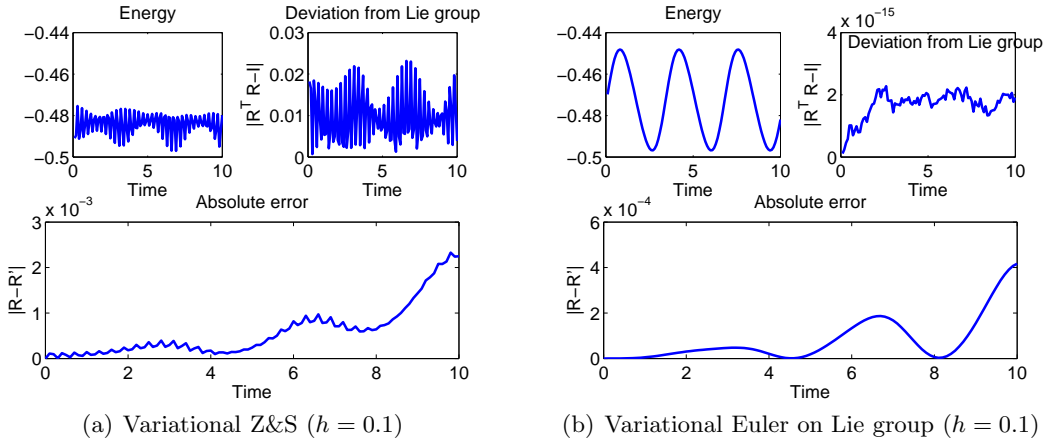 Energy
Deviation from Lie group
−0.44
−0.46
−0.48
−0.5
0 5 10
Time
|R^T R−I|
0.03
0.02
0.01
0
0 5 10
Time
Absolute error
x 10^−3
|R−R'|
3
2
1
0
0 2 4 6 8 10
Time
(a) Variational Z&S (h = 0.1)
Energy
−0.44
−0.46
−0.48
−0.5
0 5 10
Time
x 10^−15
Deviation from Lie group
|R^T R−I|
4
2
0
0 5 10
Time
Absolute error
x 10^−4
|R−R'|
6
4
2
0
0 2 4 6 8 10
Time
(b) Variational Euler on Lie group (h = 0.1)